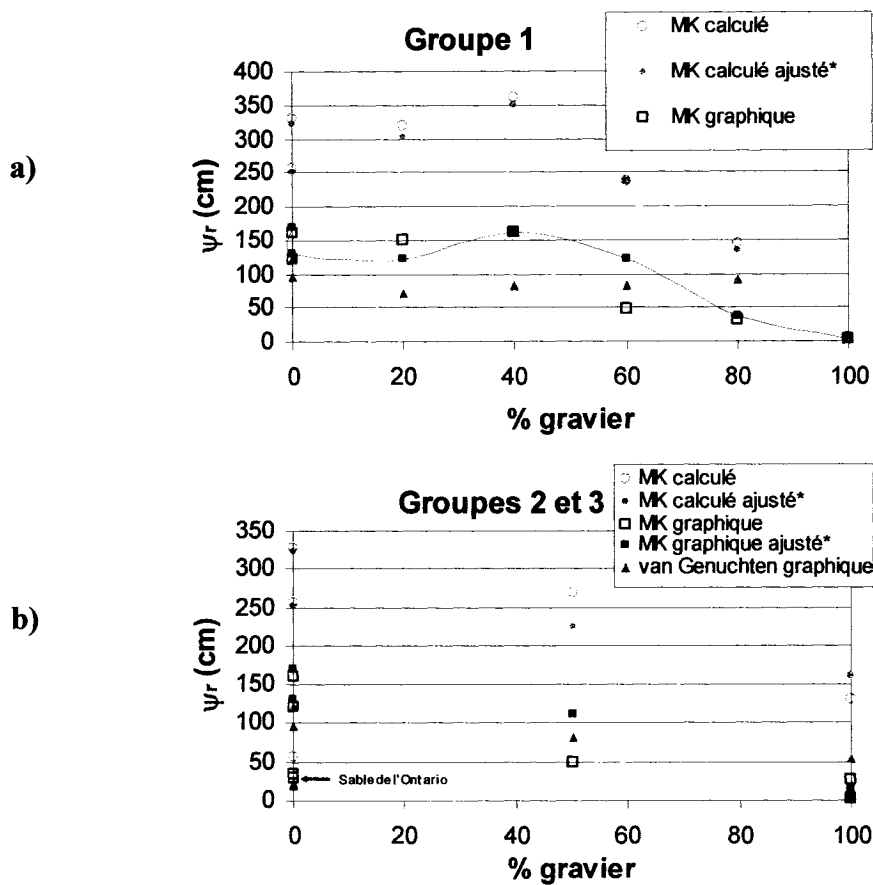 a)
Groupe 1
MK calculé
MK calculé ajusté*
MK graphique
400
350
300
250
200
150
100
50
0
ψr (cm)
0 20 40 60 80 100
% gravier
b)
Groupes 2 et 3
MK calculé
MK calculé ajusté*
MK graphique
MK graphique ajusté*
van Genuchten graphique
350
300
250
200
150
100
50
0
ψr (cm)
Sable de l'Ontario
0 20 40 60 80 100
% gravier